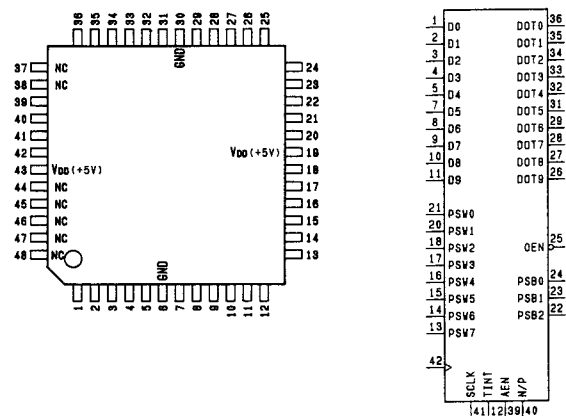 36 35 34 33 32 31 30 29 28 27 26 25
GND
37 NC
38 NC
39
40
41
42
43 VDD(+5V)
44 NC
45 NC
46 NC
47 NC
48 NC
24
23
22
21
20
VDD(+5V) 19
18
17
16
15
14
13
GND
1 2 3 4 5 6 7 8 9 10 11 12
1 D0 DOT0 36
2 D1 DOT1 35
3 D2 DOT2 34
4 D3 DOT3 33
5 D4 DOT4 32
7 D5 DOT5 31
8 D6 DOT6 29
9 D7 DOT7 28
10 D8 DOT8 27
11 D9 DOT9 26
21 PSW0
20 PSW1
18 PSW2 OEN 25
17 PSW3
16 PSW4 PSB0 24
15 PSW5 PSB1 23
14 PSW6 PSB2 22
13 PSW7
42
SCLK TINT AEN N/P
41 12 39 40